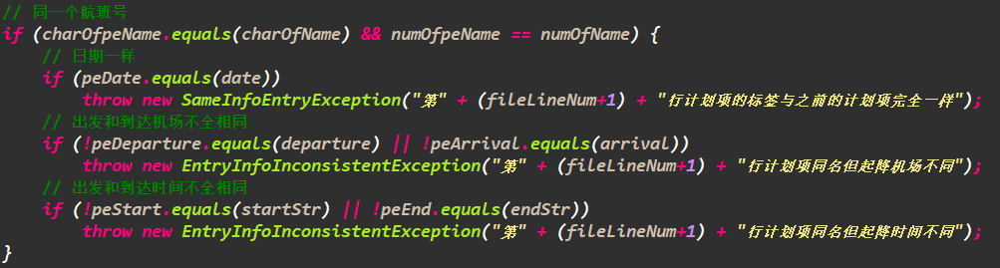 // 同一个航班号
if (charOfpeName.equals(charOfName) && numOfpeName == numOfName) {
// 日期一样
if (peDate.equals(date))
throw new SameInfoEntryException("第" + (fileLineNum+1) + "行计划项的标签与之前的计划项完全一样");
// 出发和到达机场不全相同
if (!peDeparture.equals(departure) || !peArrival.equals(arrival))
throw new EntryInfoInconsistentException("第" + (fileLineNum+1) + "行计划项同名但起降机场不同");
// 出发和到达时间不全相同
if (!peStart.equals(startStr) || !peEnd.equals(endStr))
throw new EntryInfoInconsistentException("第" + (fileLineNum+1) + "行计划项同名但起降时间不同");
}